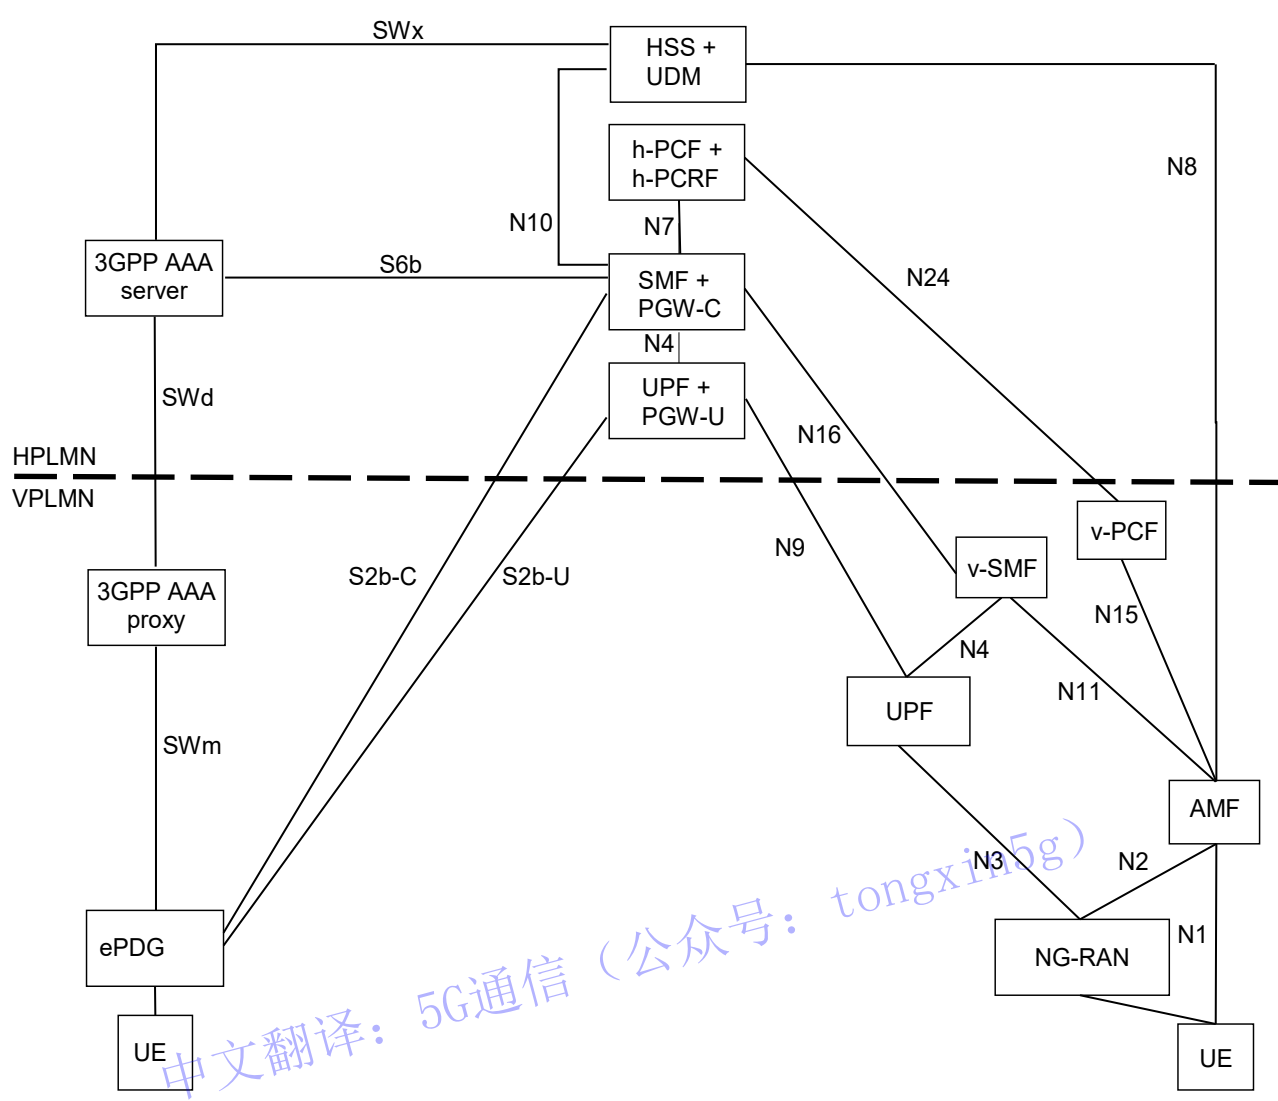 SWx
HSS +
UDM
h-PCF +
h-PCRF
N8
N10
N7
3GPP AAA
server
S6b
SMF +
PGW-C
N24
N4
SWd
UPF +
PGW-U
N16
HPLMN
VPLMN
v-PCF
N9
v-SMF
3GPP AAA
proxy
S2b-C
S2b-U
N15
N4
N11
UPF
SWm
AMF
N3
N2
ePDG
N1
NG-RAN
UE
UE
中文翻译：5G通信（公众号：tongxin5g）